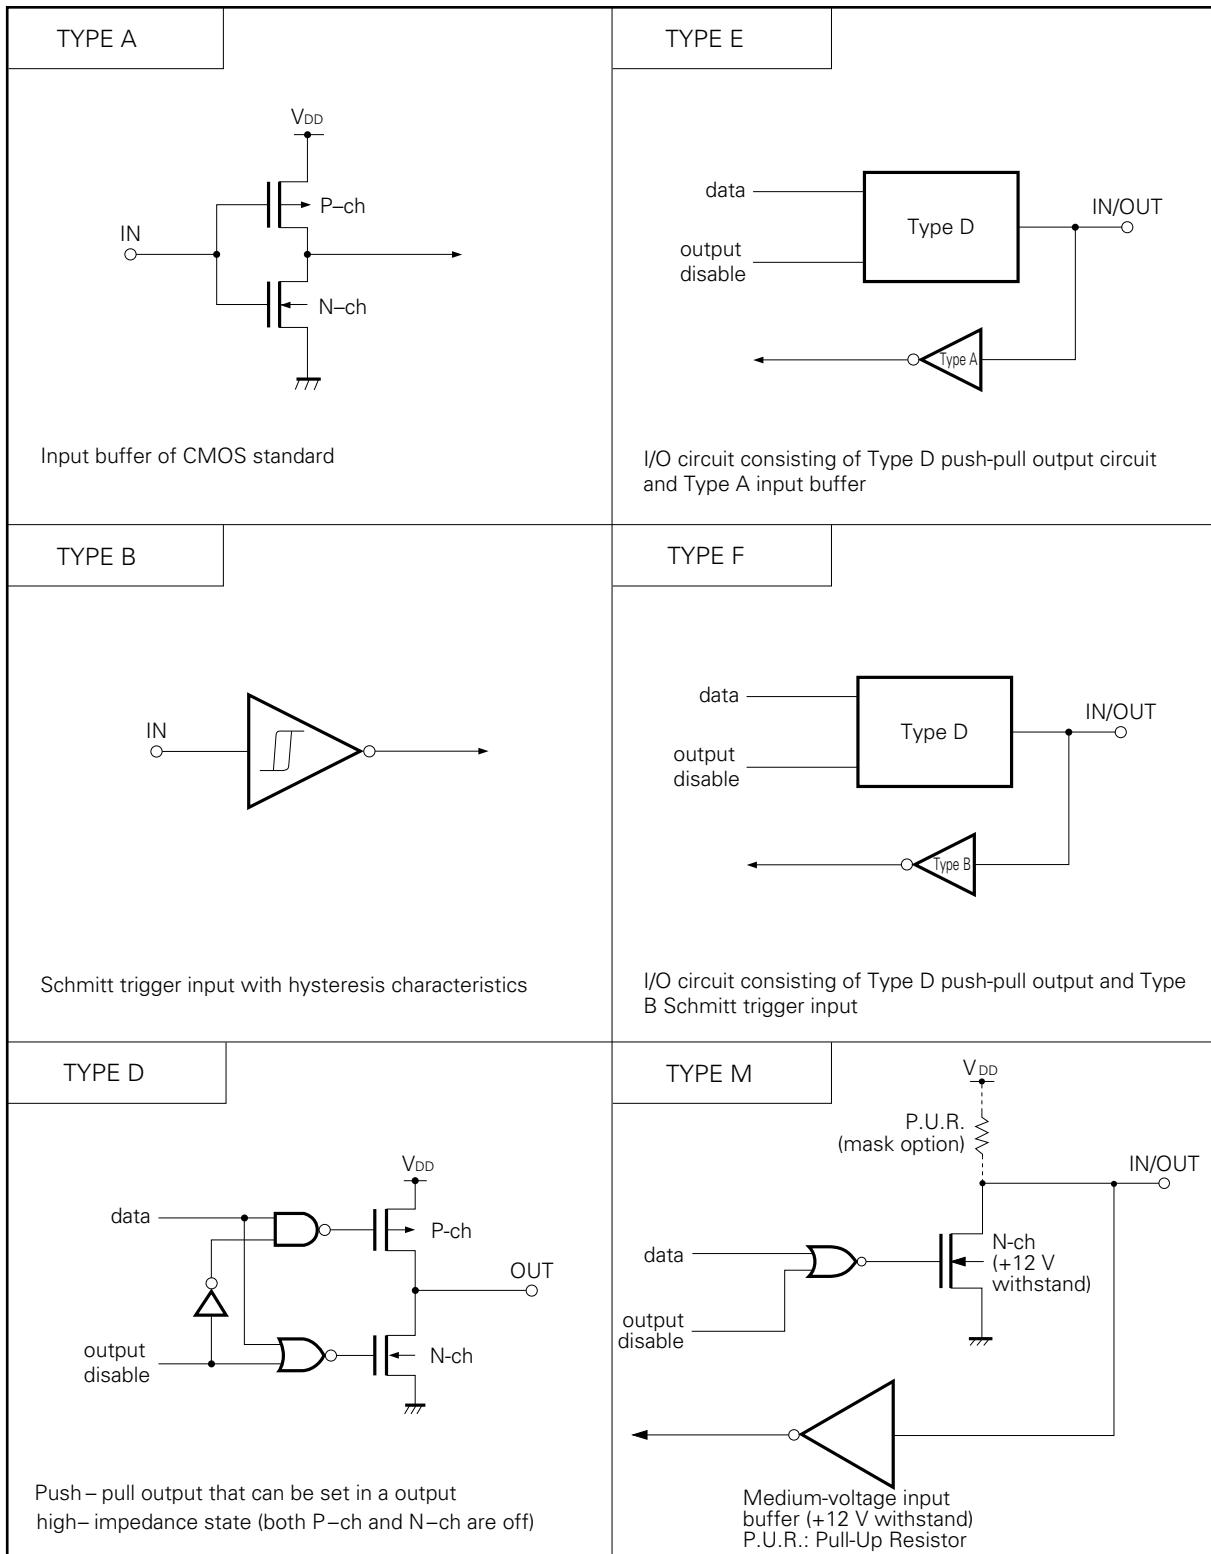 TYPE A
VDD
P–ch
IN
N–ch
Input buffer of CMOS standard
TYPE E
data
Type D
IN/OUT
output
disable
Type A
I/O circuit consisting of Type D push-pull output circuit
and Type A input buffer
TYPE B
IN
Schmitt trigger input with hysteresis characteristics
TYPE F
data
Type D
IN/OUT
output
disable
Type B
I/O circuit consisting of Type D push-pull output and Type
B Schmitt trigger input
TYPE D
VDD
data
P-ch
OUT
output
disable
N-ch
Push – pull output that can be set in a output
high– impedance state (both P–ch and N–ch are off)
TYPE M
VDD
P.U.R.
(mask option)
IN/OUT
data
N-ch
(+12 V
withstand)
output
disable
Medium-voltage input
buffer (+12 V withstand)
P.U.R.: Pull-Up Resistor